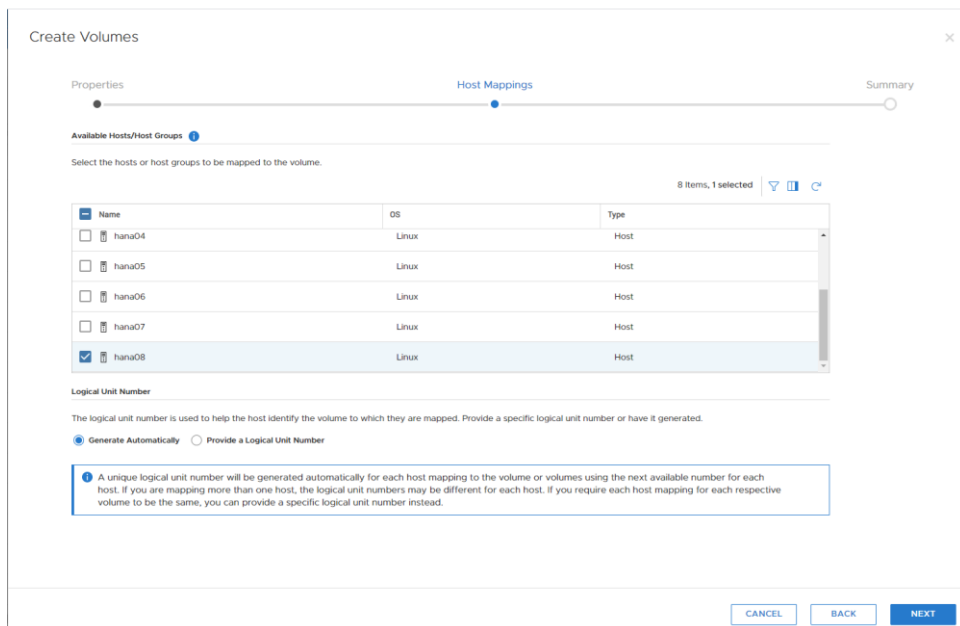 Create Volumes
Properties
Host Mappings
Summary
Available Hosts/Host Groups
Select the hosts or host groups to be mapped to the volume.
8 Items, 1 selected
Name OS Type
hana04 Linux Host
hana05 Linux Host
hana06 Linux Host
hana07 Linux Host
hana08 Linux Host
Logical Unit Number
The logical unit number is used to help the host identify the volume to which they are mapped. Provide a specific logical unit number or have it generated.
Generate Automatically Provide a Logical Unit Number
A unique logical unit number will be generated automatically for each host mapping to the volume or volumes using the next available number for each
host. If you are mapping more than one host, the logical unit numbers may be different for each host. If you require each host mapping for each respective
volume to be the same, you can provide a specific logical unit number instead.
CANCEL BACK NEXT